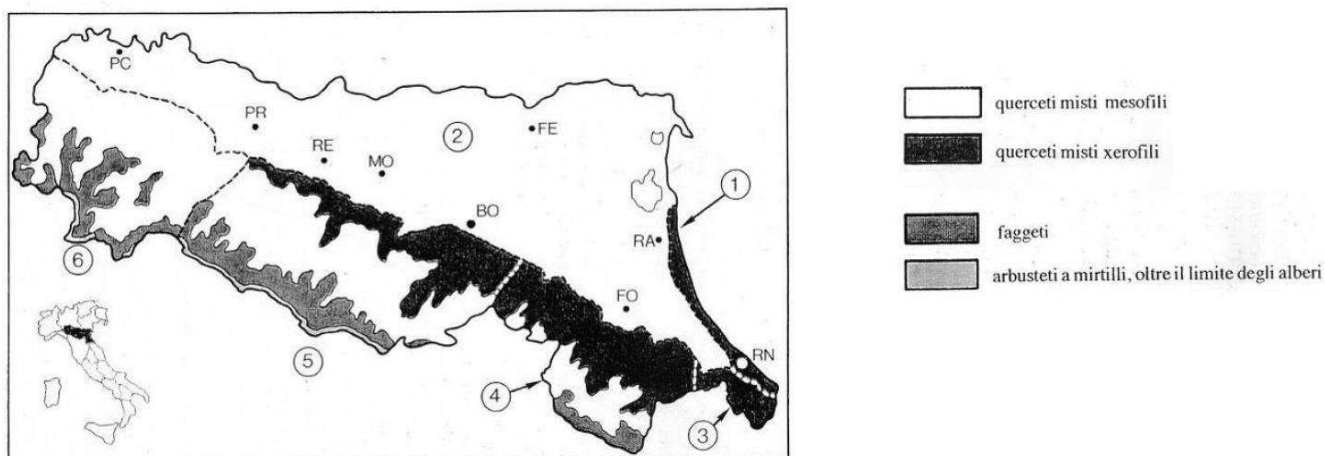 PC
PR
RE
MO
2
FE
1
BO
RA
6
FO
5
RN
4
3
querceti misti mesofili
querceti misti xerofili
faggeti
arbusteti a mirtilli, oltre il limite degli alberi